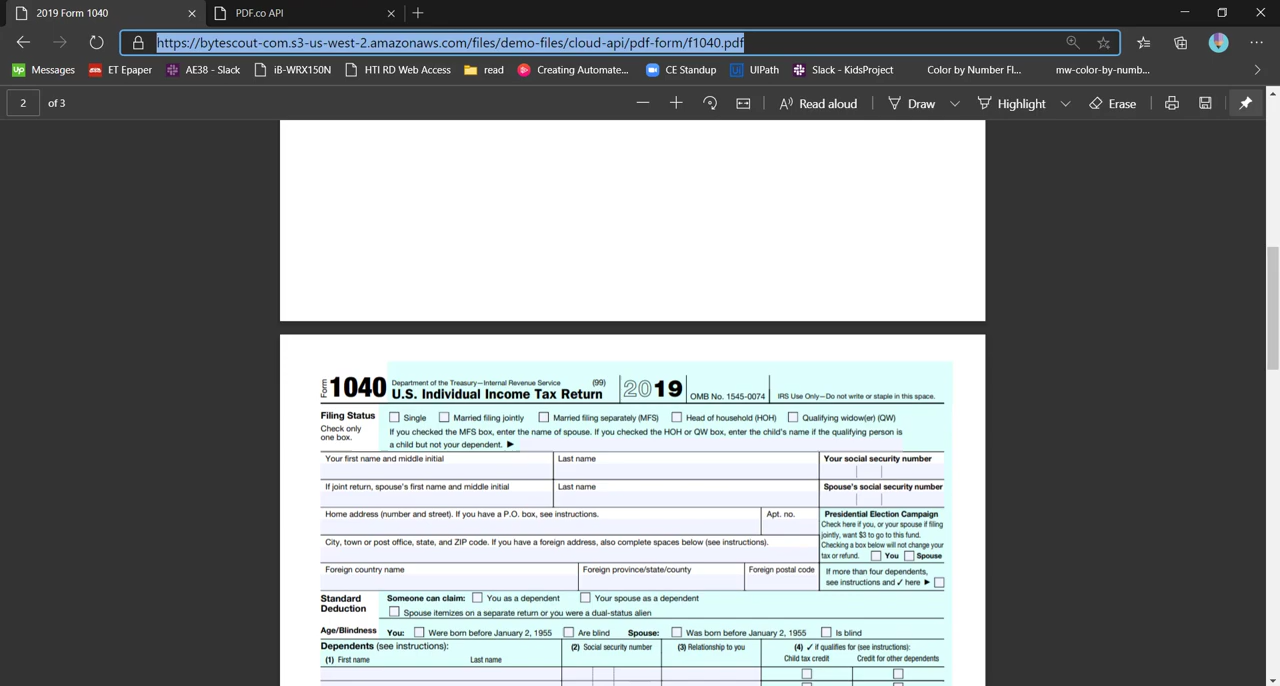 2019 Form 1040
PDF.co API
https://bytescout-com.s3-us-west-2.amazonaws.com/files/demo-files/cloud-api/pdf-form/f1040.pdf
Up Messages ET Epaper AE38 - Slack iB-WRX150N HTI RD Web Access read Creating Automate... CE Standup Ui UIPath Slack - KidsProject Color by Number Fl... mw-color-by-numb...
2 of 3 Read aloud Draw Highlight Erase
Form 1040 Department of the Treasury—Internal Revenue Service (99)
U.S. Individual Income Tax Return 2019 OMB No. 1545-0074 IRS Use Only—Do not write or staple in this space.
Filing Status
Check only
one box.
Single Married filing jointly Married filing separately (MFS) Head of household (HOH) Qualifying widow(er) (QW)
If you checked the MFS box, enter the name of spouse. If you checked the HOH or QW box, enter the child's name if the qualifying person is
a child but not your dependent. ▶
Your first name and middle initial Last name Your social security number
If joint return, spouse's first name and middle initial Last name Spouse's social security number
Home address (number and street). If you have a P.O. box, see instructions. Apt. no.
Presidential Election Campaign
Check here if you, or your spouse if filing
jointly, want $3 to go to this fund.
Checking a box below will not change your
tax or refund. You Spouse
City, town or post office, state, and ZIP code. If you have a foreign address, also complete spaces below (see instructions).
Foreign country name Foreign province/state/county Foreign postal code
If more than four dependents,
see instructions and ✓ here ▶
Standard
Deduction
Someone can claim: You as a dependent Your spouse as a dependent
Spouse itemizes on a separate return or you were a dual-status alien
Age/Blindness You: Were born before January 2, 1955 Are blind Spouse: Was born before January 2, 1955 Is blind
Dependents (see instructions): (2) Social security number (3) Relationship to you (4) ✓ if qualifies for (see instructions):
(1) First name Last name Child tax credit Credit for other dependents